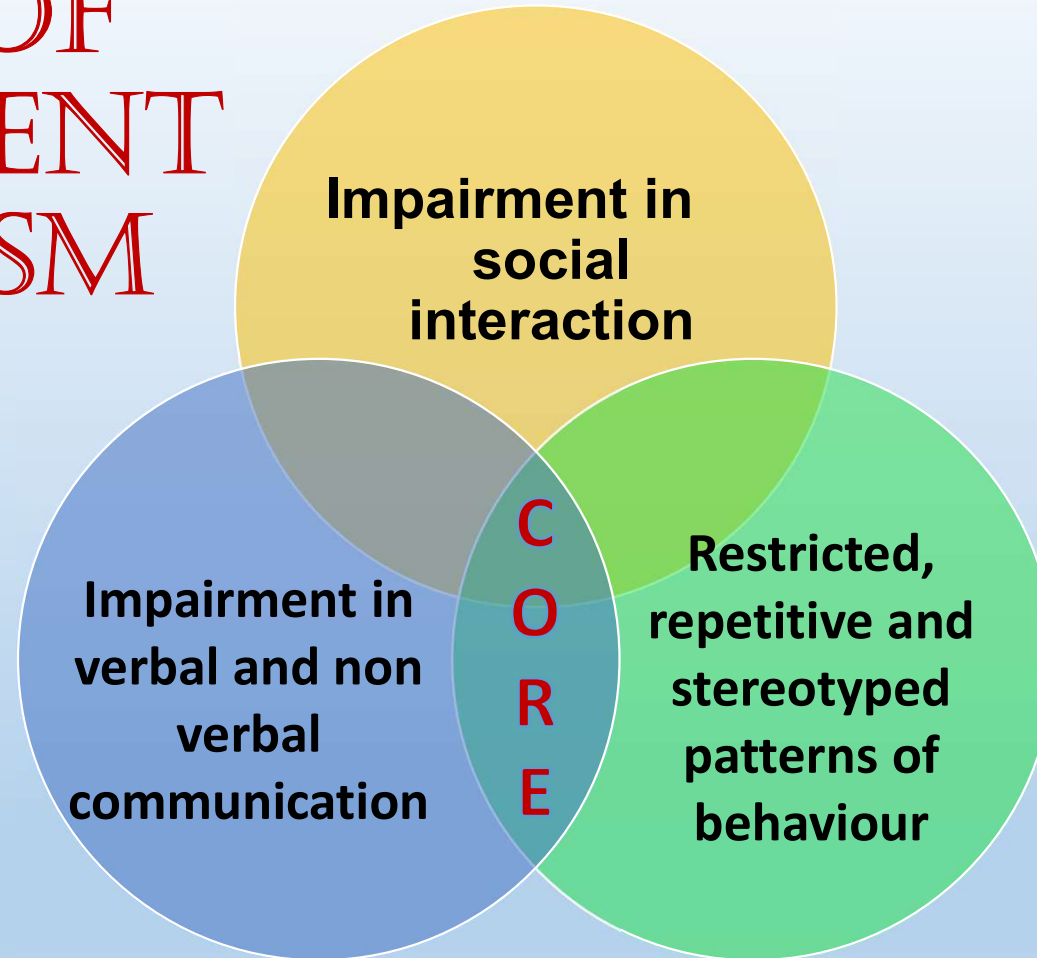 OF
ENT
SM
Impairment in
social
interaction
Impairment in
verbal and non
verbal
communication
C
O
R
E
Restricted,
repetitive and
stereotyped
patterns of
behaviour